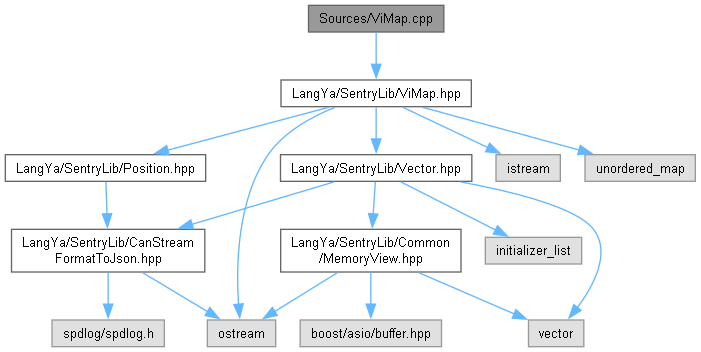 Sources/ViMap.cpp
LangYa/SentryLib/ViMap.hpp
LangYa/SentryLib/Position.hpp
LangYa/SentryLib/Vector.hpp
istream
unordered_map
LangYa/SentryLib/CanStream
FormatToJson.hpp
LangYa/SentryLib/Common
/MemoryView.hpp
initializer_list
spdlog/spdlog.h
ostream
boost/asio/buffer.hpp
vector